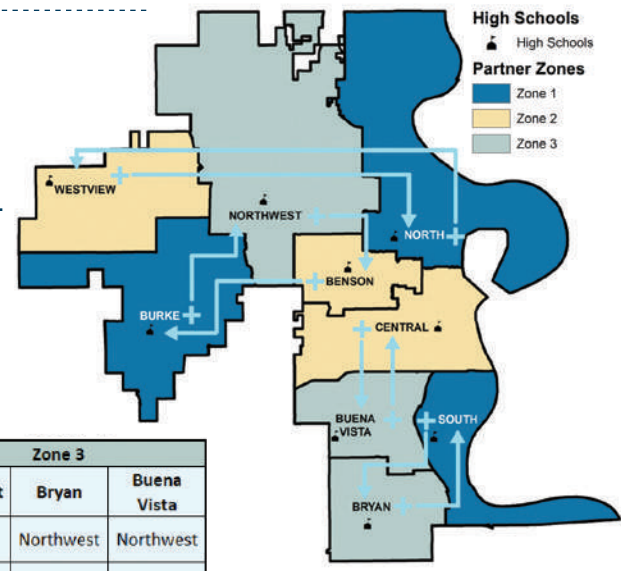 High Schools
High Schools
Partner Zones
Zone 1
Zone 2
Zone 3
WESTVIEW
NORTHWEST
NORTH
BENSON
BURKE
CENTRAL
BUENA
VISTA
SOUTH
BRYAN
Zone 3
Bryan
Buena
Vista
Northwest
Northwest